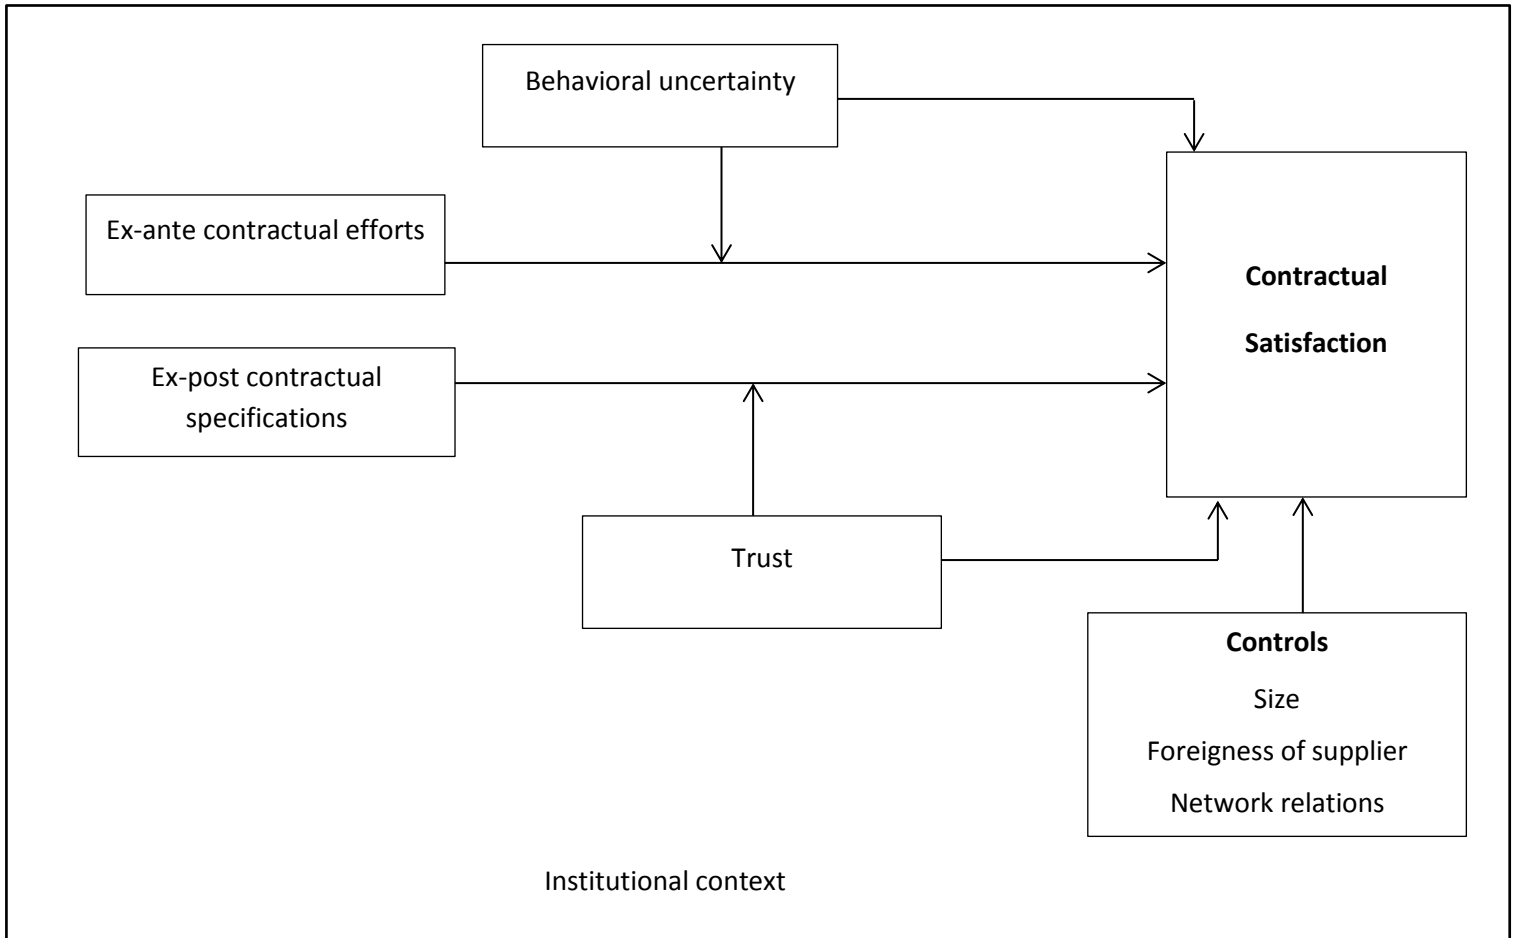 Behavioral uncertainty
Ex-ante contractual efforts
Contractual
Satisfaction
Ex-post contractual
specifications
Trust
Controls
Size
Foreigness of supplier
Network relations
Institutional context